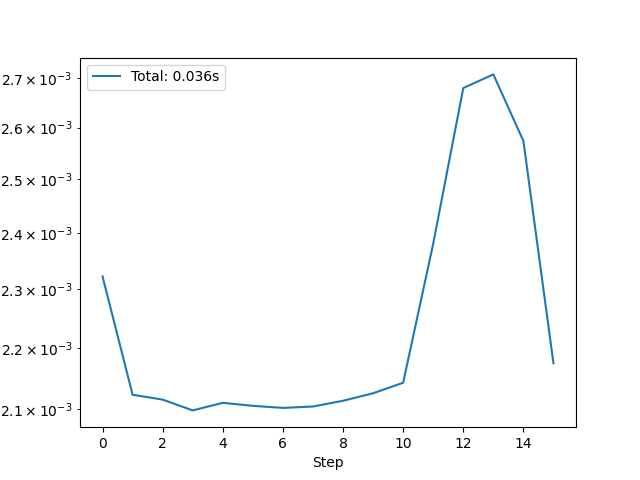 Total: 0.036s
2.7 × 10⁻³
2.6 × 10⁻³
2.5 × 10⁻³
2.4 × 10⁻³
2.3 × 10⁻³
2.2 × 10⁻³
2.1 × 10⁻³
0 2 4 6 8 10 12 14
Step